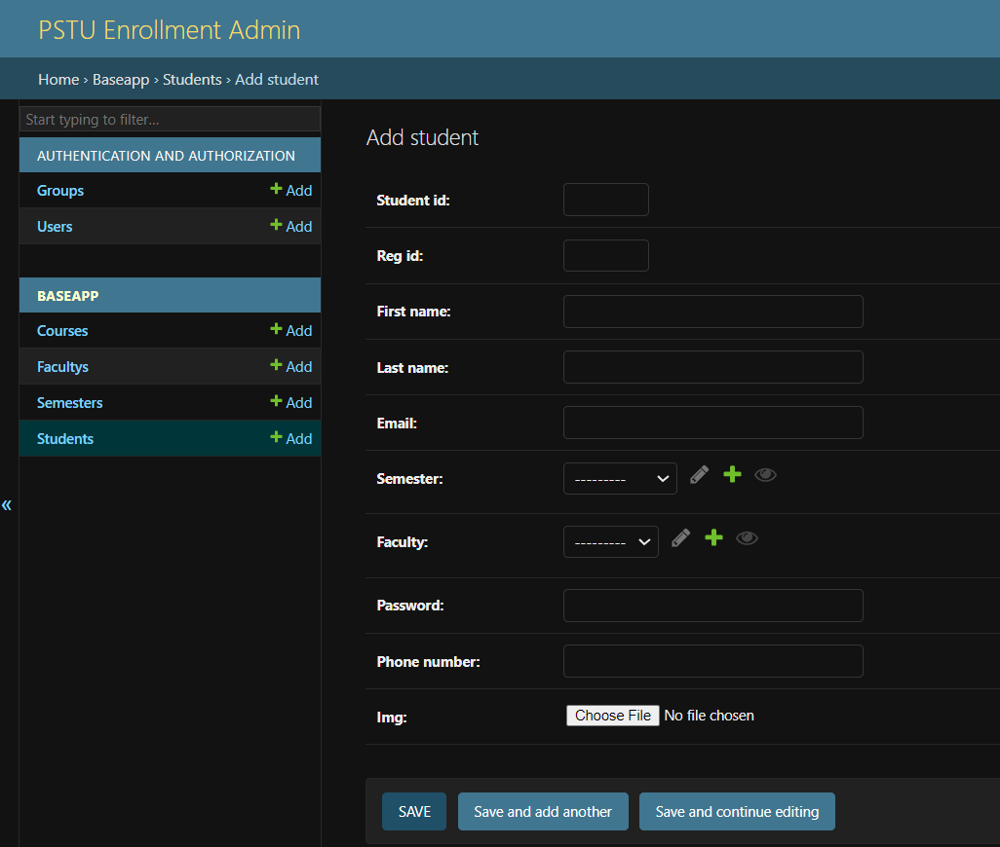 PSTU Enrollment Admin
Home › Baseapp › Students › Add student
Start typing to filter...
AUTHENTICATION AND AUTHORIZATION
Groups + Add
Users + Add
BASEAPP
Courses + Add
Facultys + Add
Semesters + Add
Students + Add
«
Add student
Student id:
Reg id:
First name:
Last name:
Email:
Semester: ---------
Faculty: ---------
Password:
Phone number:
Img: Choose File No file chosen
SAVE Save and add another Save and continue editing